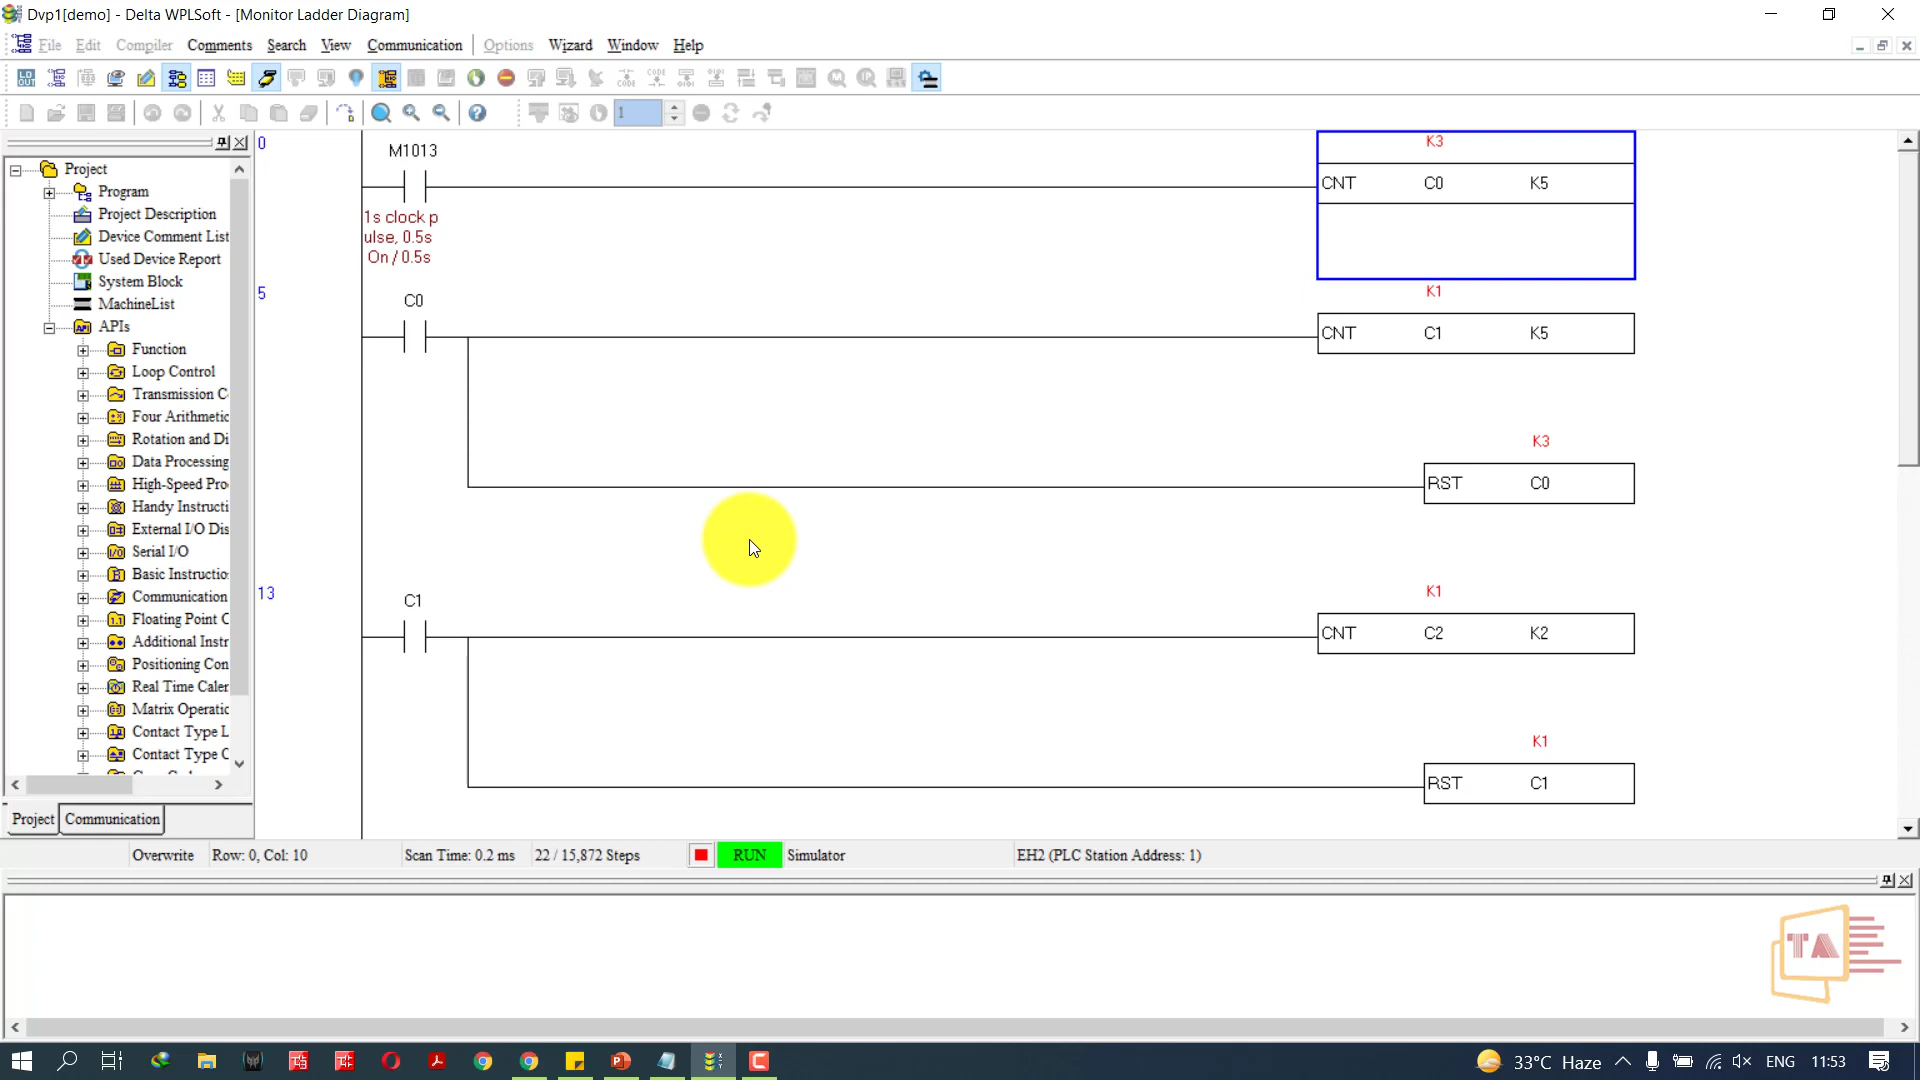 Dvp1[demo] - Delta WPLSoft - [Monitor Ladder Diagram]
File Edit Compiler Comments Search View Communication Options Wizard Window Help
1
Project
Program
Project Description
Device Comment List
Used Device Report
System Block
MachineList
APIs
Function
Loop Control
Transmission C
Four Arithmetic
Rotation and Di
Data Processing
High-Speed Pro
Handy Instructi
External I/O Dis
Serial I/O
Basic Instructio
Communication
Floating Point C
Additional Instr
Positioning Con
Real Time Caler
Matrix Operatic
Contact Type L
Contact Type C
Project Communication
0
M1013
1s clock p
ulse, 0.5s
On / 0.5s
K3
CNT C0 K5
5
C0
K1
CNT C1 K5
K3
RST C0
13
C1
K1
CNT C2 K2
K1
RST C1
Overwrite Row: 0, Col: 10 Scan Time: 0.2 ms 22 / 15,872 Steps RUN Simulator EH2 (PLC Station Address: 1)
TA
33°C Haze ENG 11:53